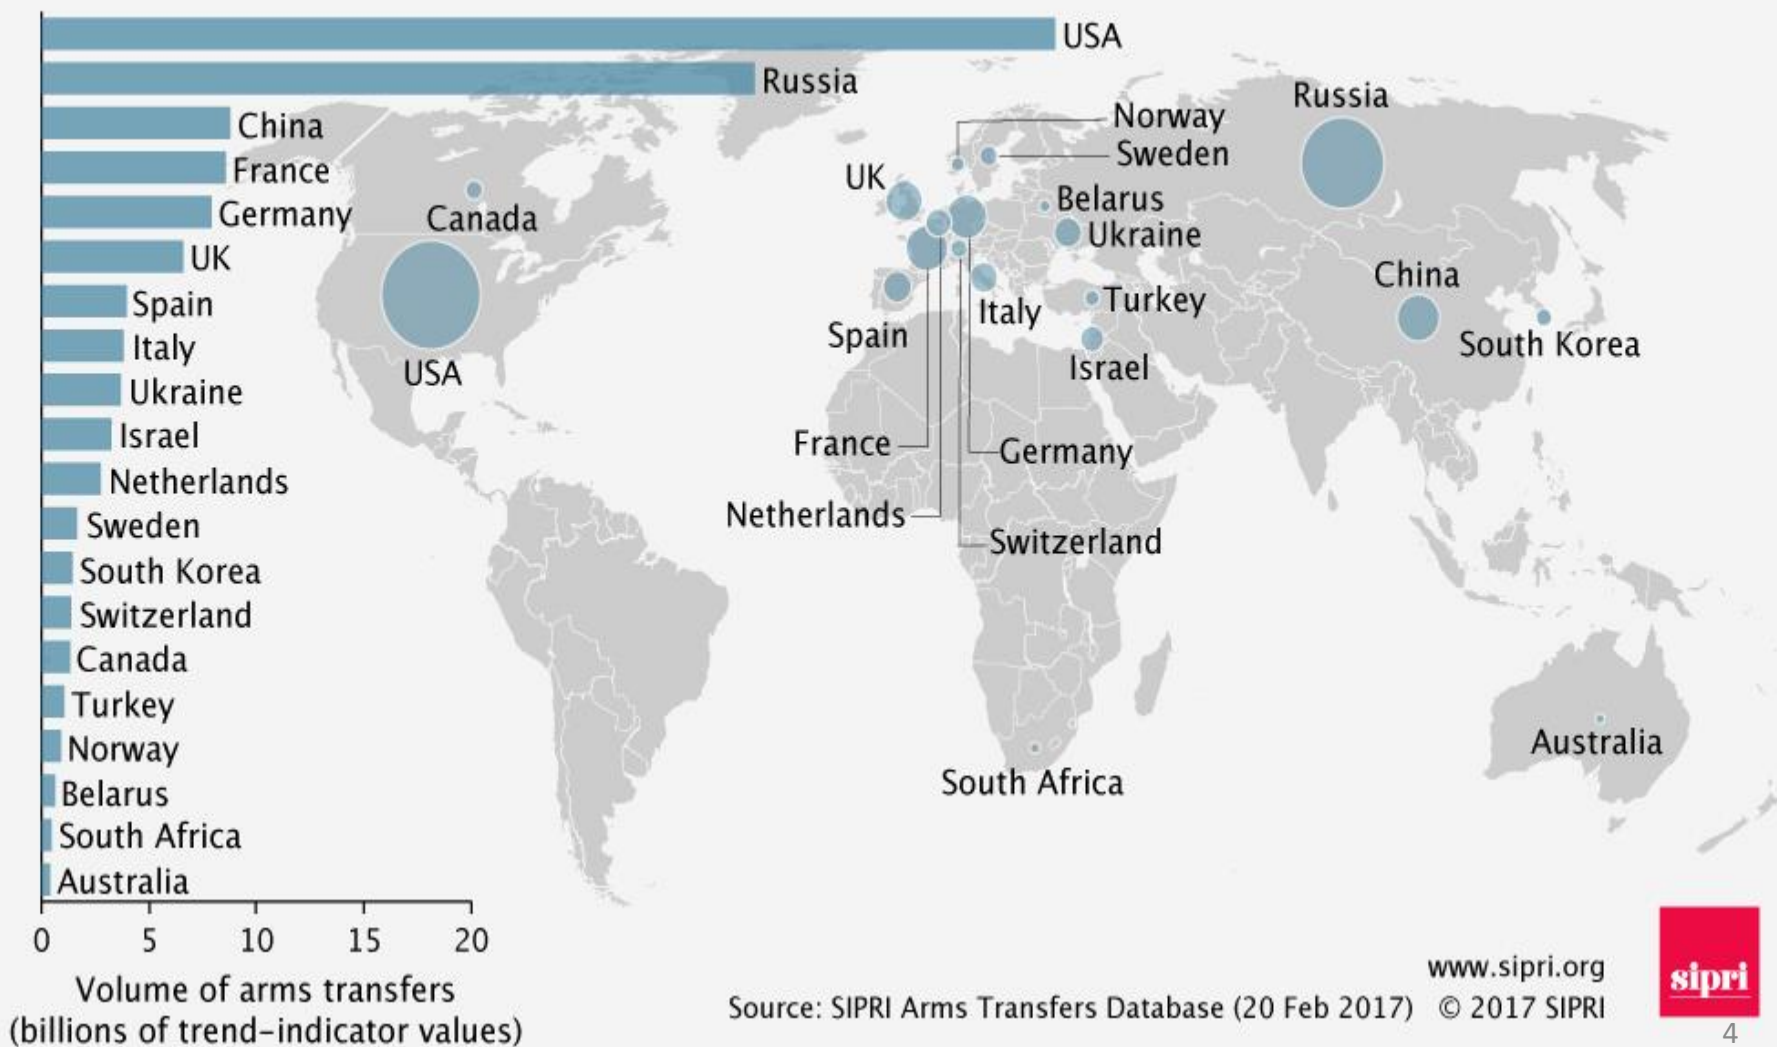 USA
Russia
China
France
Germany
UK
Spain
Italy
Ukraine
Israel
Netherlands
Sweden
South Korea
Switzerland
Canada
Turkey
Norway
Belarus
South Africa
Australia
0 5 10 15 20
Volume of arms transfers
(billions of trend-indicator values)
Canada
USA
Norway
Sweden
UK
Belarus
Ukraine
Russia
China
South Korea
Turkey
Italy
Spain
Israel
France
Germany
Netherlands
Switzerland
South Africa
Australia
www.sipri.org
Source: SIPRI Arms Transfers Database (20 Feb 2017) © 2017 SIPRI
sipri
4